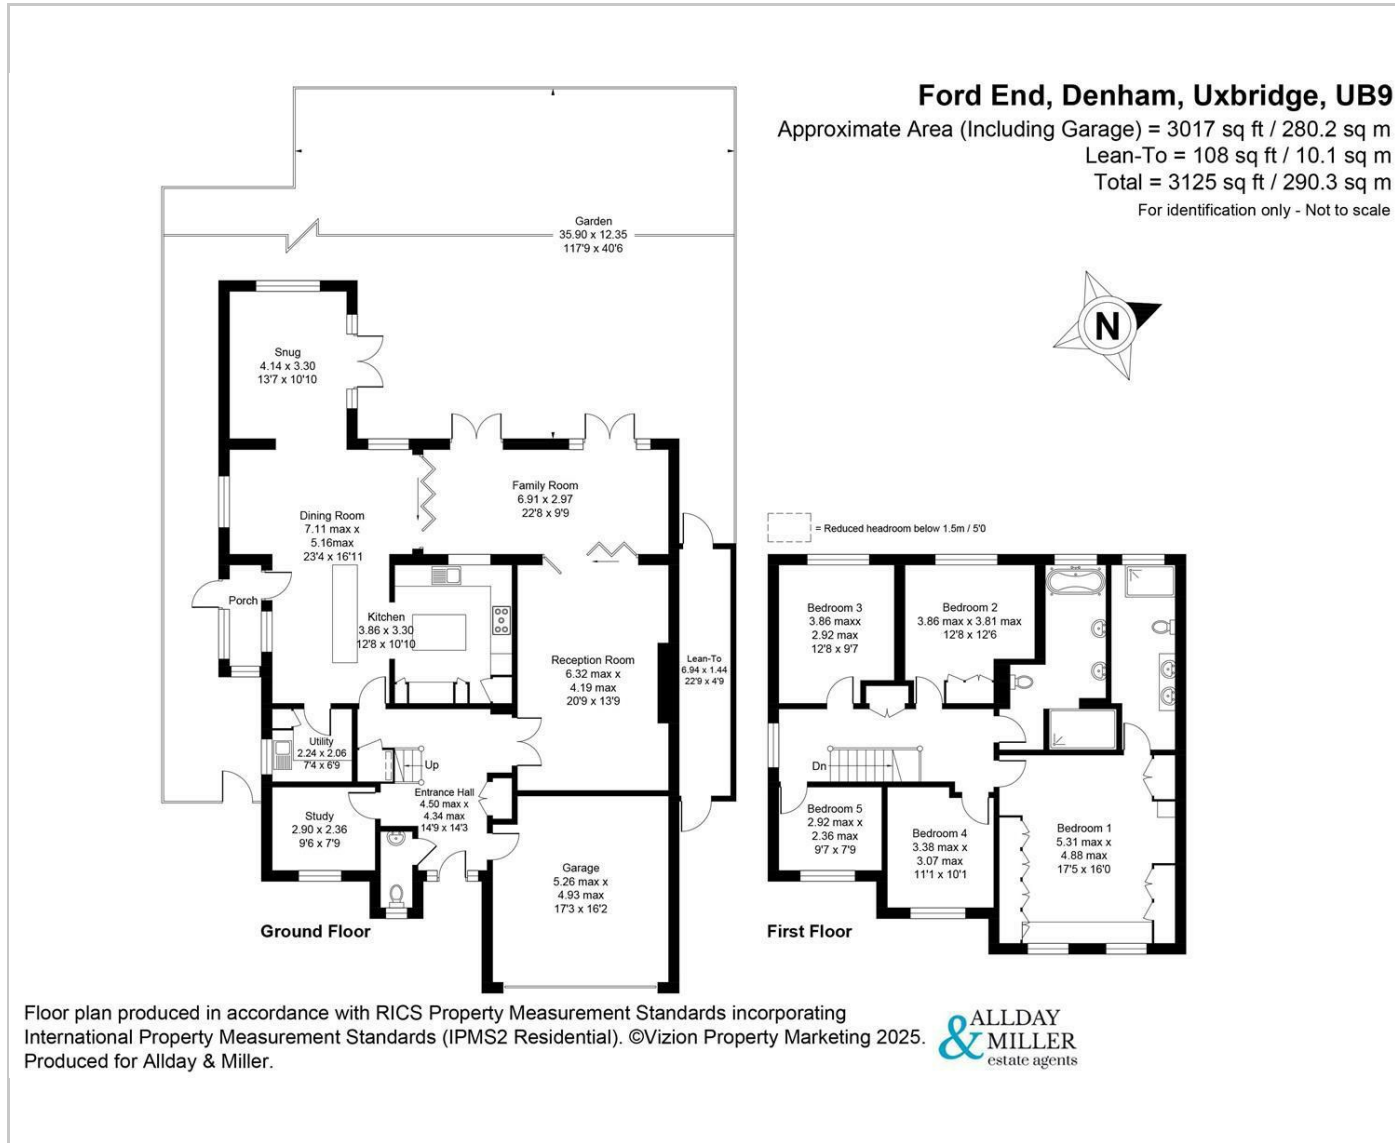 Ford End, Denham, Uxbridge, UB9
Approximate Area (Including Garage) = 3017 sq ft / 280.2 sq m
Lean-To = 108 sq ft / 10.1 sq m
Total = 3125 sq ft / 290.3 sq m
For identification only - Not to scale
N
Garden
35.90 x 12.35
117'9 x 40'6
Snug
4.14 x 3.30
13'7 x 10'10
Family Room
6.91 x 2.97
22'8 x 9'9
Dining Room
7.11 max x
5.16max
23'4 x 16'11
Porch
Kitchen
3.86 x 3.30
12'8 x 10'10
Reception Room
6.32 max x
4.19 max
20'9 x 13'9
Lean-To
6.94 x 1.44
22'9 x 4'9
Utility
2.24 x 2.06
7'4 x 6'9
Up
Entrance Hall
4.50 max x
4.34 max
14'9 x 14'3
Study
2.90 x 2.36
9'6 x 7'9
Garage
5.26 max x
4.93 max
17'3 x 16'2
Ground Floor
= Reduced headroom below 1.5m / 5'0
Bedroom 3
3.86 maxx
2.92 max
12'8 x 9'7
Bedroom 2
3.86 max x 3.81 max
12'8 x 12'6
Dn
Bedroom 5
2.92 max x
2.36 max
9'7 x 7'9
Bedroom 4
3.38 max x
3.07 max
11'1 x 10'1
Bedroom 1
5.31 max x
4.88 max
17'5 x 16'0
First Floor
Floor plan produced in accordance with RICS Property Measurement Standards incorporating
International Property Measurement Standards (IPMS2 Residential). ©Vizion Property Marketing 2025.
Produced for Allday & Miller.
ALLDAY
& MILLER
estate agents